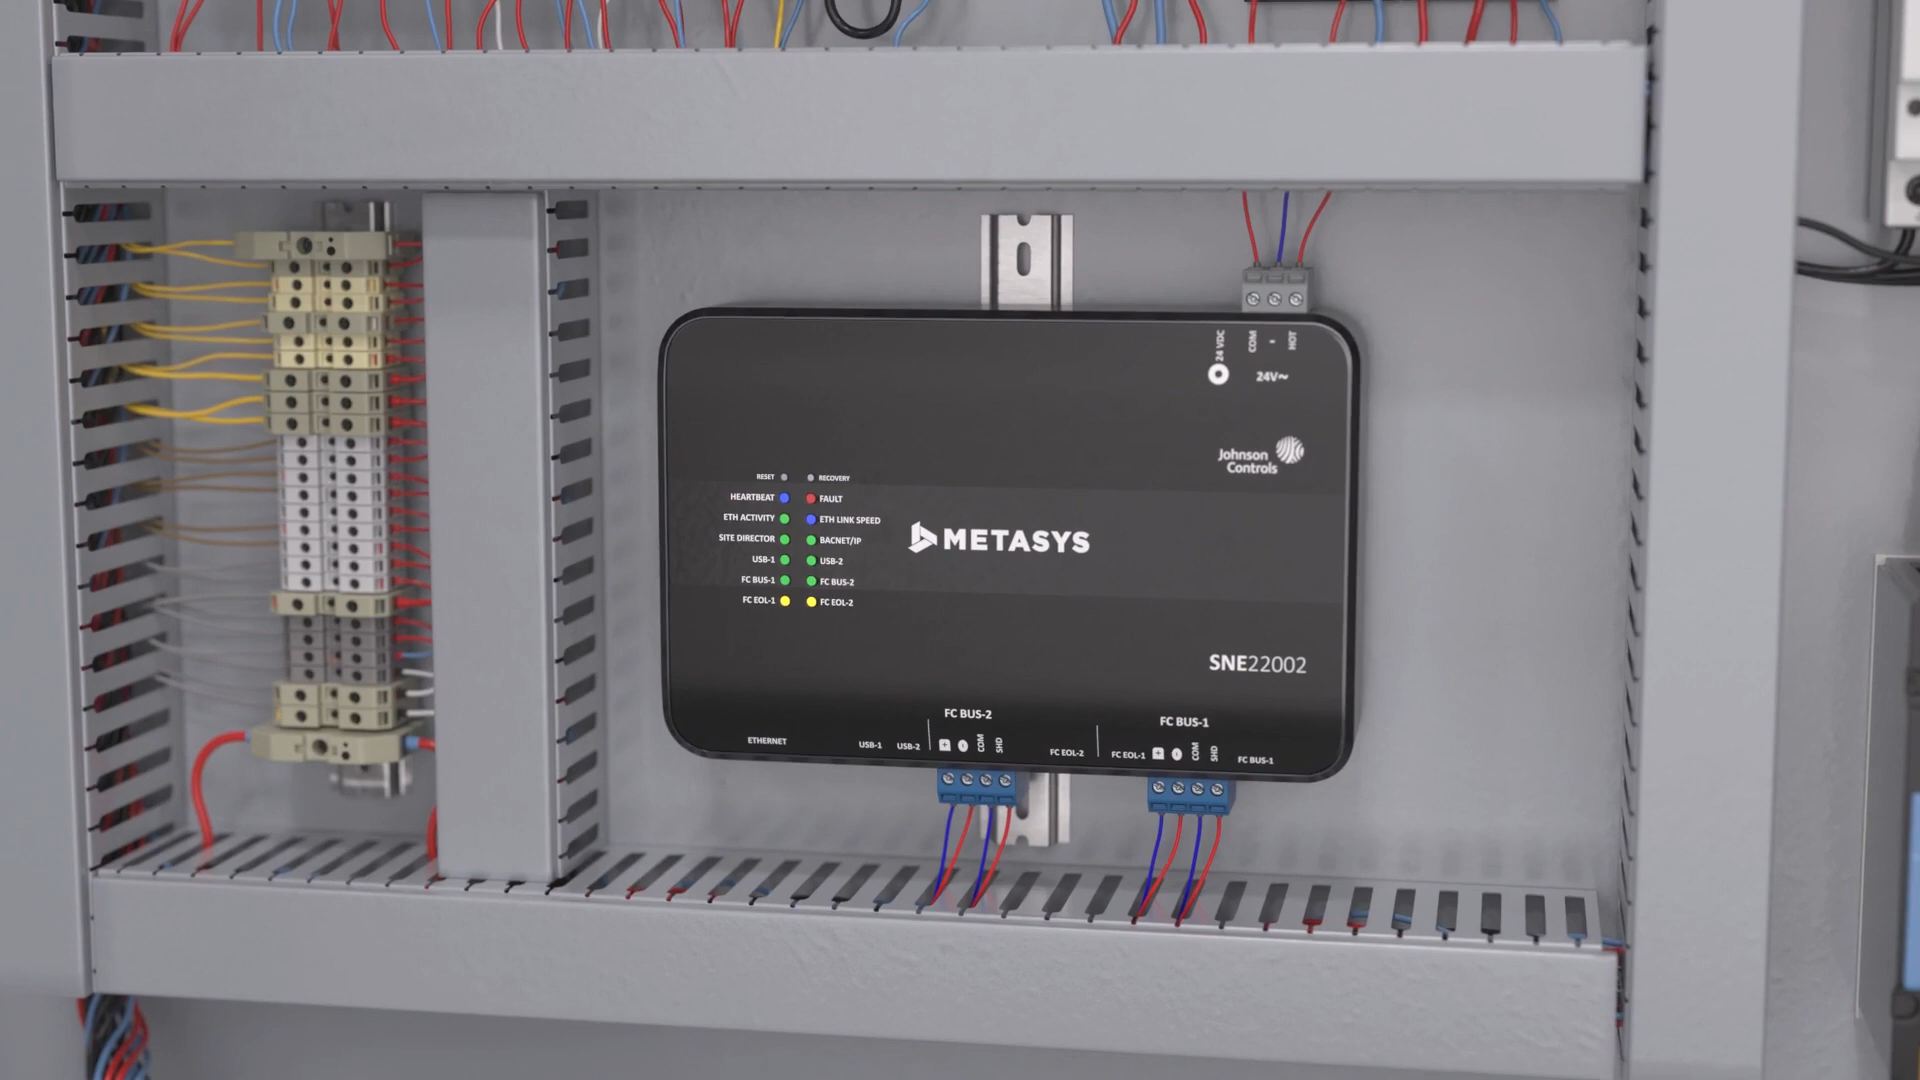 24 VDC
COM
HOT
24V~
Johnson
Controls
RESET
RECOVERY
HEARTBEAT
FAULT
ETH ACTIVITY
ETH LINK SPEED
SITE DIRECTOR
BACNET/IP
USB-1
USB-2
FC BUS-1
FC BUS-2
FC EOL-1
FC EOL-2
METASYS
SNE22002
FC BUS-2
FC BUS-1
ETHERNET
USB-1
USB-2
+
-
COM
SHD
FC EOL-2
FC EOL-1
+
-
COM
SHD
FC BUS-1